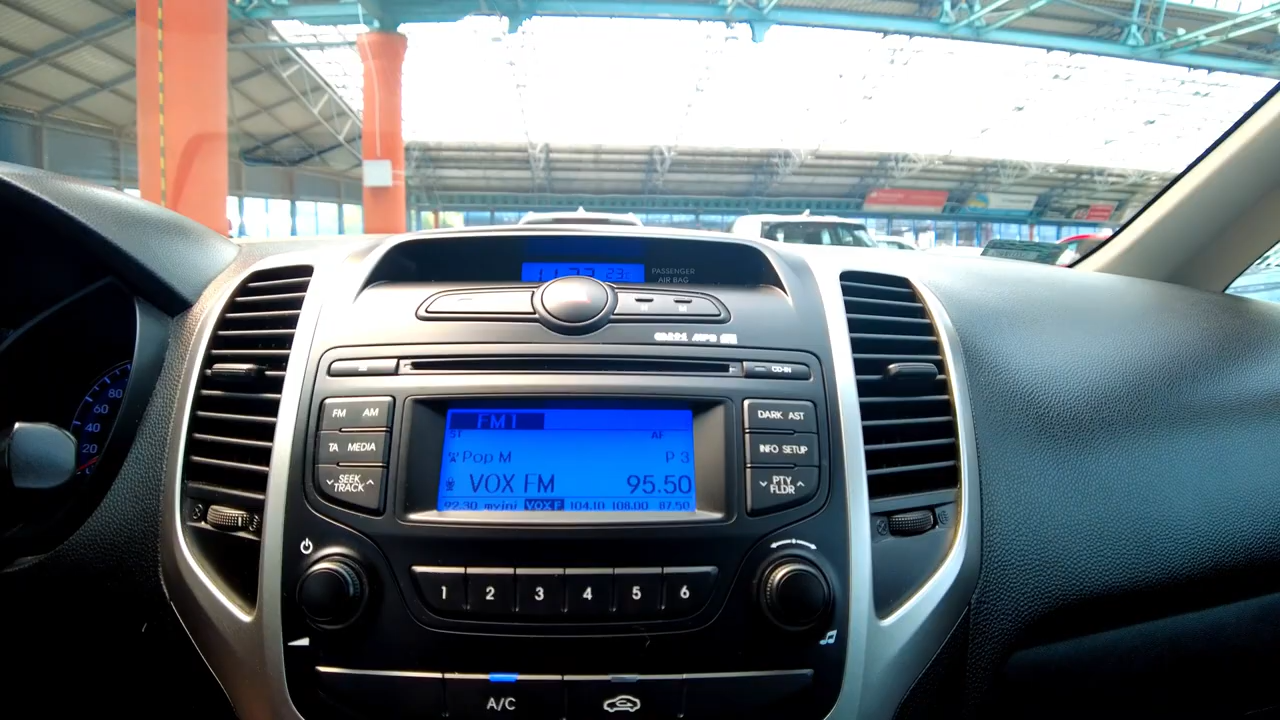 PASSENGER
AIR BAG
23
CD-IN
FM AM
FM1
DARK AST
80
60
40
20
ST AF
TA MEDIA
Pop M P 3
INFO SETUP
SEEK
TRACK
VOX FM 95.50
PTY
FLDR
92.30 myjnj VOX F 104.10 108.00 87.50
1 2 3 4 5 6
A/C